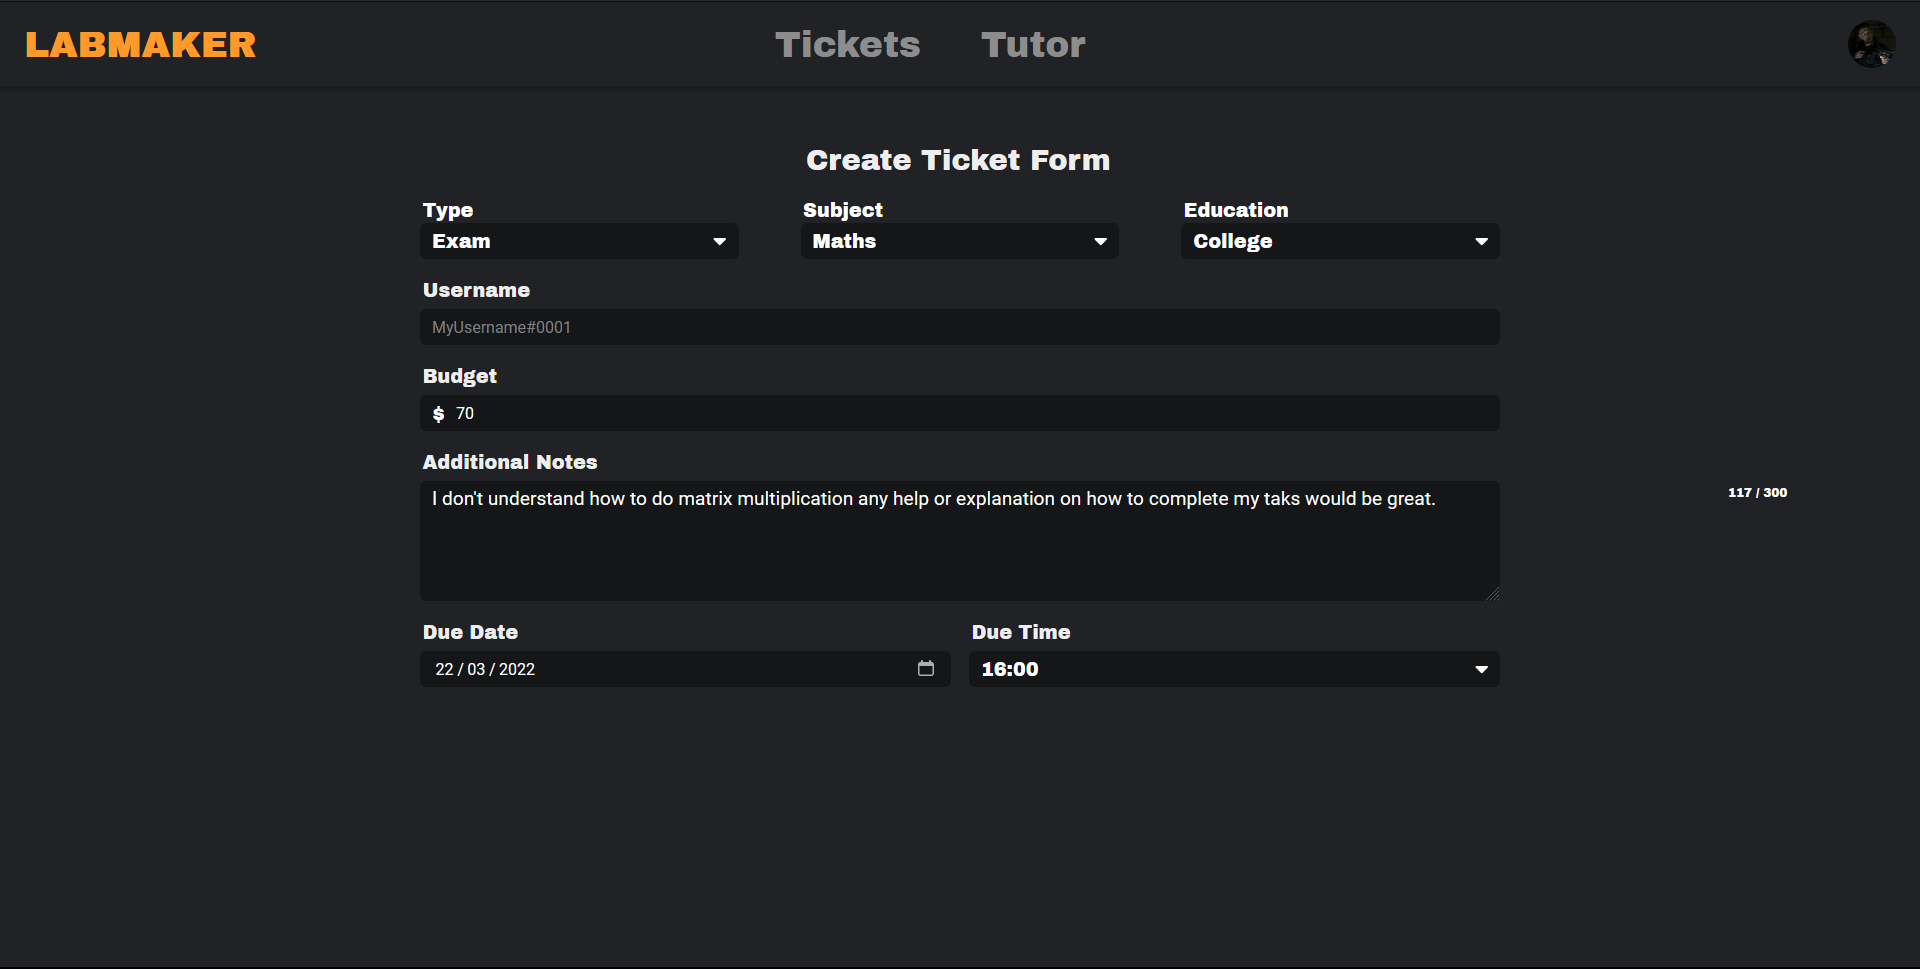 LABMAKER Tickets Tutor
Create Ticket Form
Type Subject Education
Exam Maths College
Username
MyUsername#0001
Budget
$ 70
Additional Notes
I don't understand how to do matrix multiplication any help or explanation on how to complete my taks would be great.
117 / 300
Due Date Due Time
22 / 03 / 2022 16:00